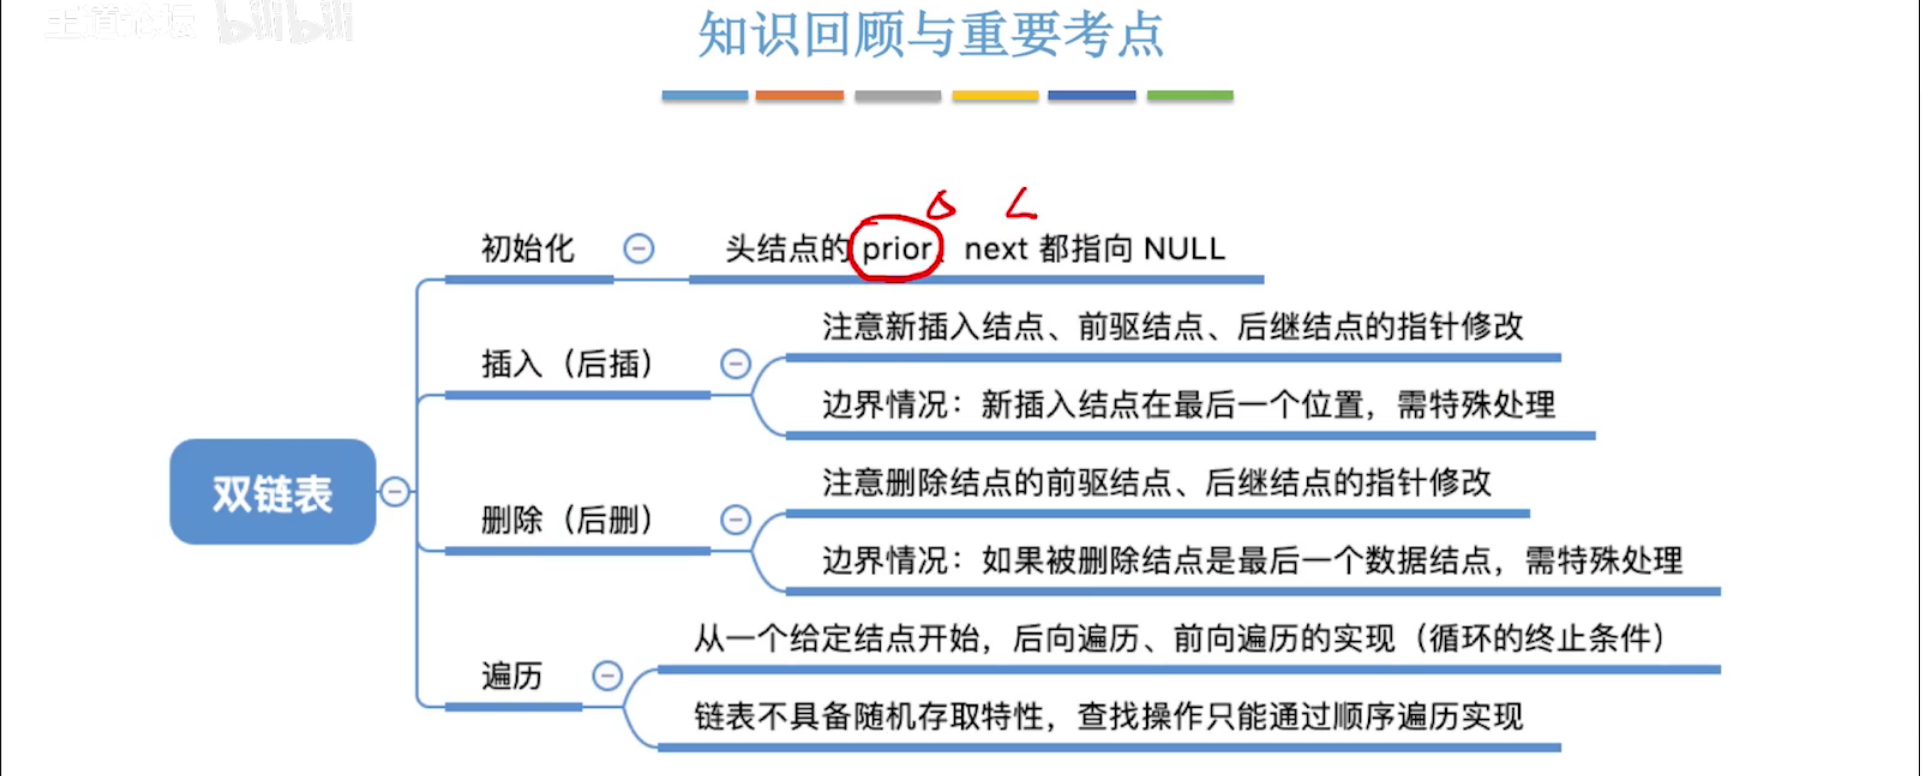 王道论坛 bilibili
知识回顾与重要考点
初始化
头结点的 prior、next 都指向 NULL
插入（后插）
注意新插入结点、前驱结点、后继结点的指针修改
边界情况：新插入结点在最后一个位置，需特殊处理
双链表
删除（后删）
注意删除结点的前驱结点、后继结点的指针修改
边界情况：如果被删除结点是最后一个数据结点，需特殊处理
遍历
从一个给定结点开始，后向遍历、前向遍历的实现（循环的终止条件）
链表不具备随机存取特性，查找操作只能通过顺序遍历实现